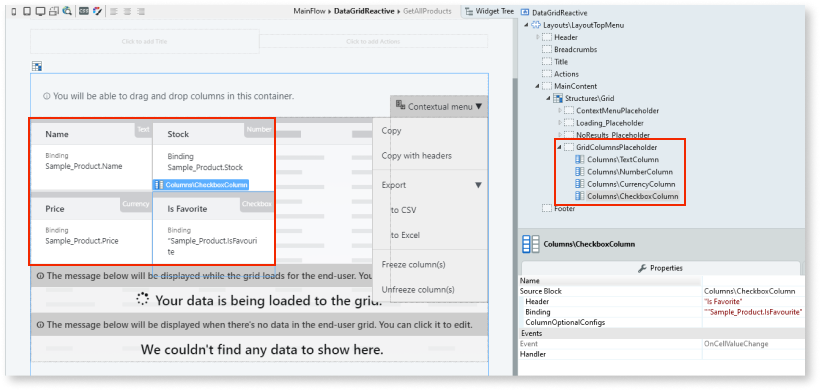 MainFlow ▸ DataGridReactive ▸ GetAllProducts
Widget Tree
Click to add Title
Click to add Actions
You will be able to drag and drop columns in this container.
Contextual menu ▼
Copy
Copy with headers
Export ▼
to CSV
to Excel
Freeze column(s)
Unfreeze column(s)
Name
Text
Binding
Sample_Product.Name
Stock
Number
Binding
Sample_Product.Stock
Columns\CheckboxColumn
Price
Currency
Binding
Sample_Product.Price
Is Favorite
Checkbox
Binding
"Sample_Product.IsFavouri
te
The message below will be displayed while the grid loads for the end-user. You
Your data is being loaded to the grid.
The message below will be displayed when there's no data in the end-user grid. You can click it to edit.
We couldn't find any data to show here.
DataGridReactive
Layouts\LayoutTopMenu
Header
Breadcrumbs
Title
Actions
MainContent
Structures\Grid
ContextMenuPlaceholder
Loading_Placeholder
NoResults_Placeholder
GridColumnsPlaceholder
Columns\TextColumn
Columns\NumberColumn
Columns\CurrencyColumn
Columns\CheckboxColumn
Footer
Columns\CheckboxColumn
Properties
Name
Source Block Columns\CheckboxColumn
Header "Is Favorite"
Binding ""Sample_Product.IsFavourite"
ColumnOptionalConfigs
Events
Event OnCellValueChange
Handler